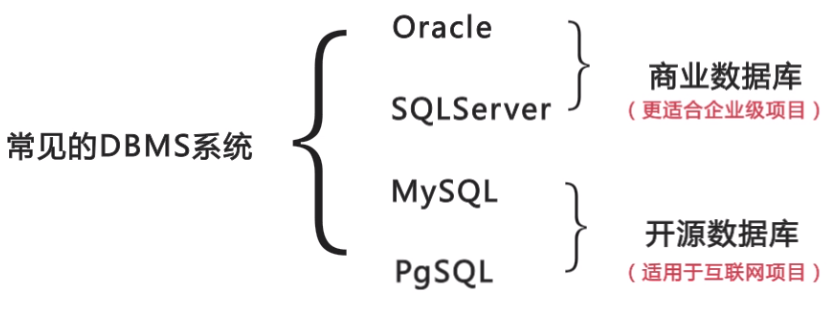 常见的DBMS系统
Oracle
SQLServer
商业数据库
（更适合企业级项目）
MySQL
PgSQL
开源数据库
（适用于互联网项目）